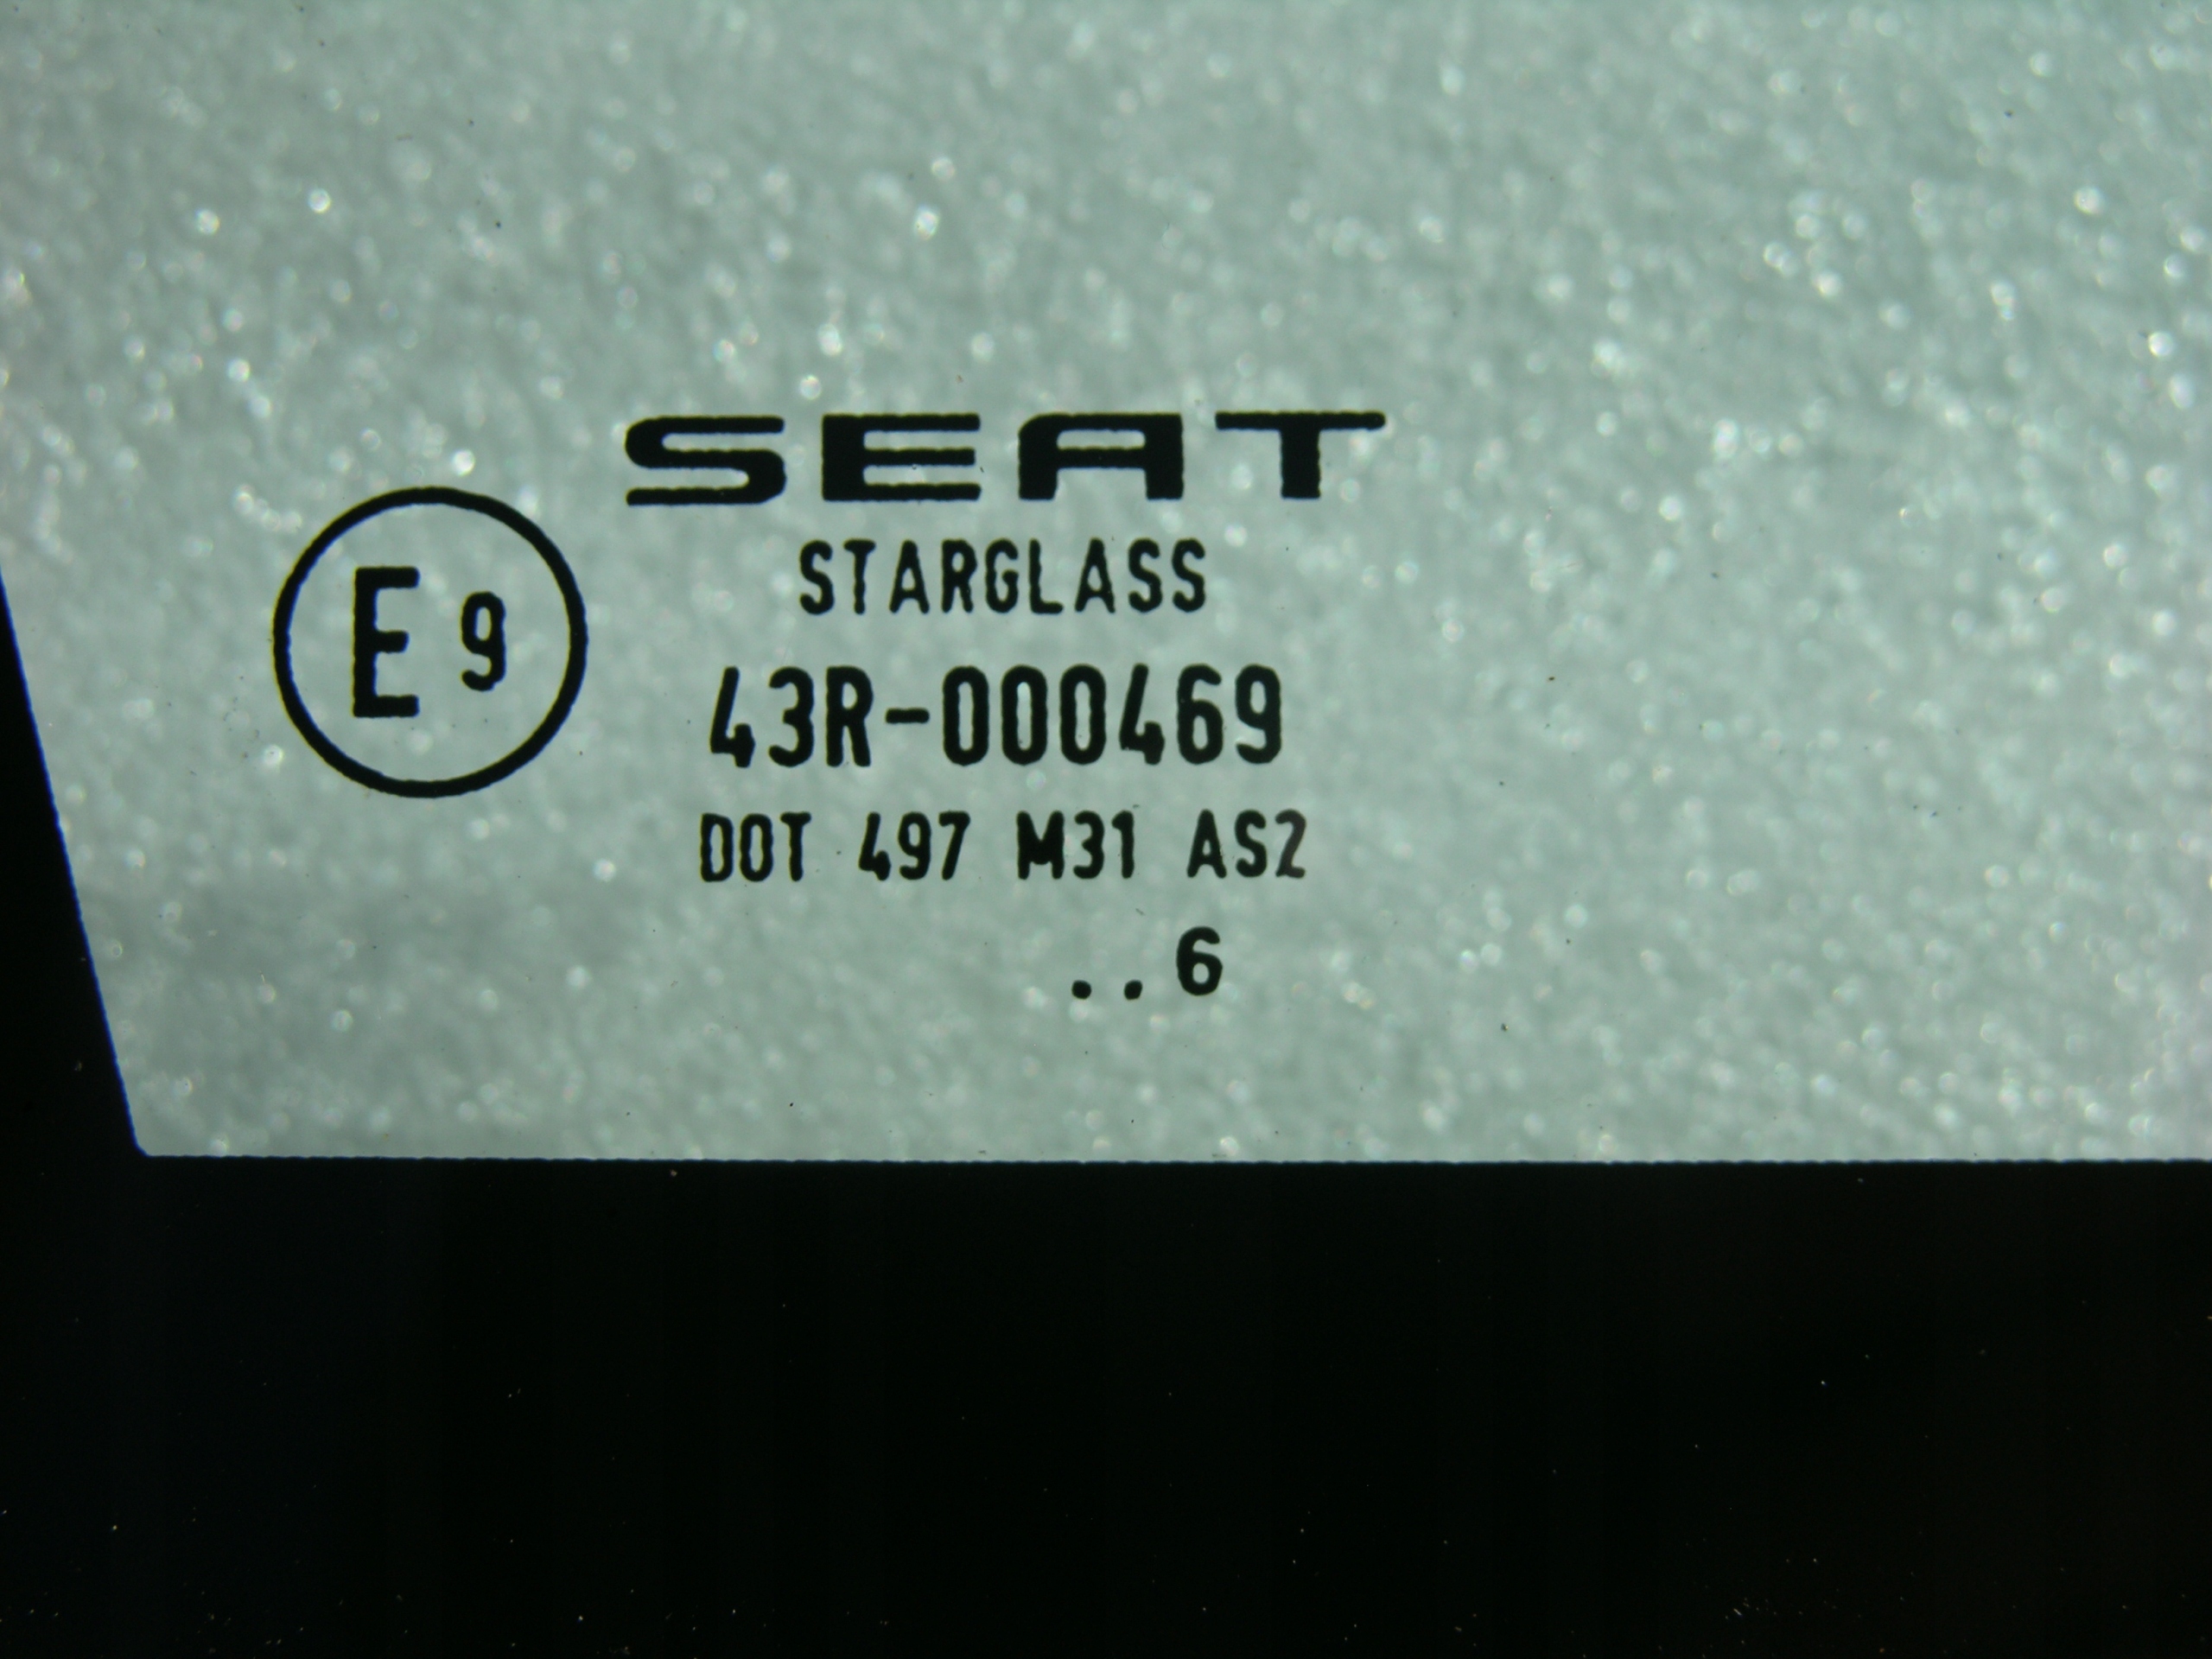 SEAT
E 9
STARGLASS
43R-000469
DOT 497 M31 AS2
..6